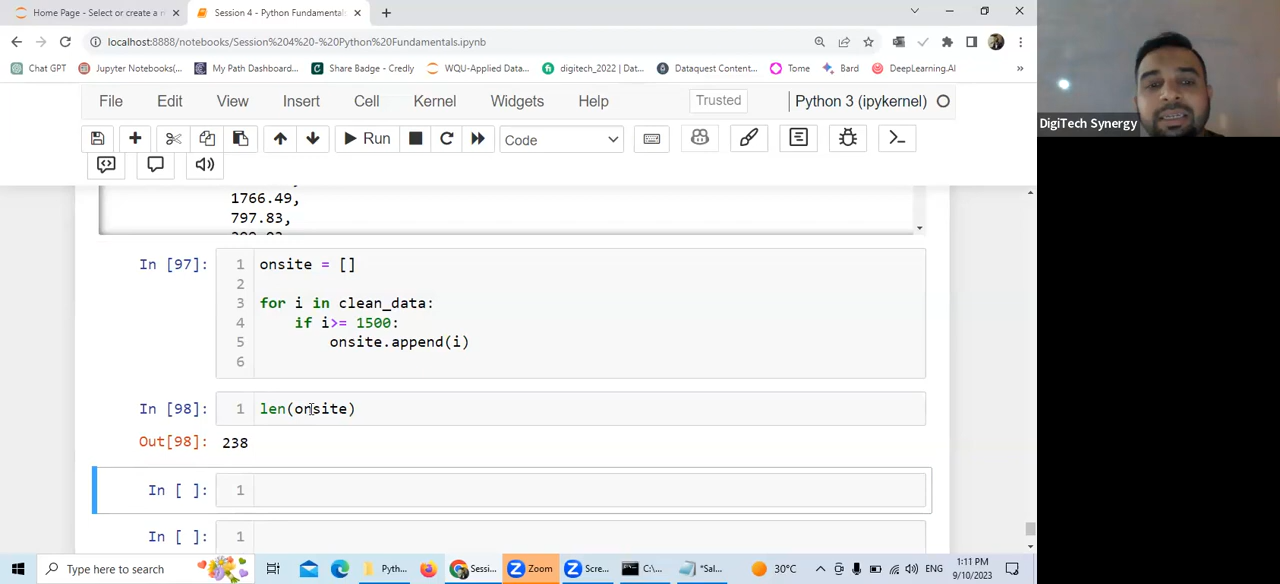 Home Page - Select or create a n
Session 4 - Python Fundamentals
localhost:8888/notebooks/Session%204%20-%20Python%20Fundamentals.ipynb
Chat GPT
Jupyter Notebooks(...
My Path Dashboard...
Share Badge - Credly
WQU-Applied Data...
digitech_2022 | Dat...
Dataquest Content...
Tome
Bard
DeepLearning.AI
»
File Edit View Insert Cell Kernel Widgets Help Trusted Python 3 (ipykernel)
Run Code
DigiTech Synergy
1766.49,
797.83,
In [97]: 1 onsite = []
2
3 for i in clean_data:
4 if i>= 1500:
5 onsite.append(i)
6
In [98]: 1 len(onsite)
Out[98]: 238
In [ ]: 1
In [ ]: 1
Type here to search
Pyth...
Sessi...
Zoom
Scre...
C:\...
*Sal...
30°C
ENG
1:11 PM
9/10/2023